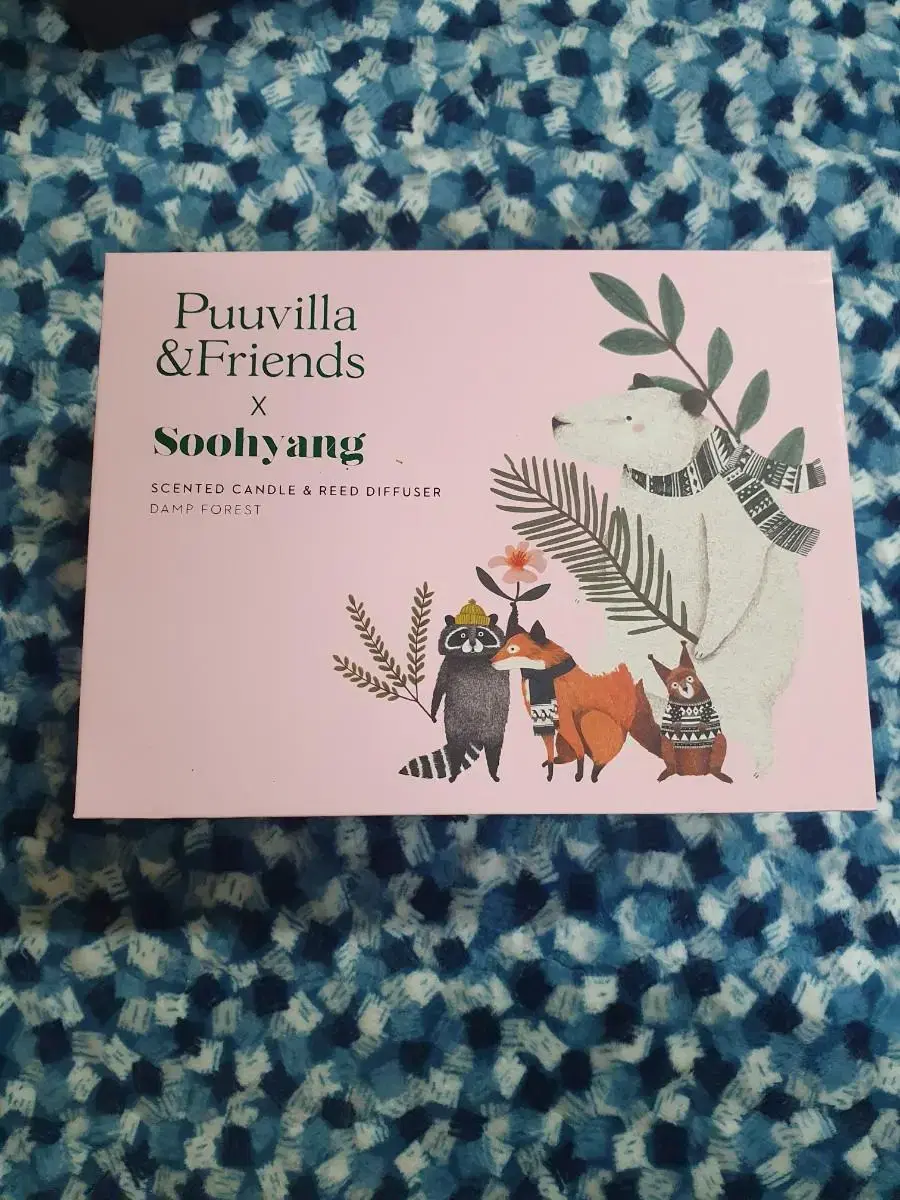 Puuvilla
&Friends
X
Soohyang
SCENTED CANDLE & REED DIFFUSER
DAMP FOREST